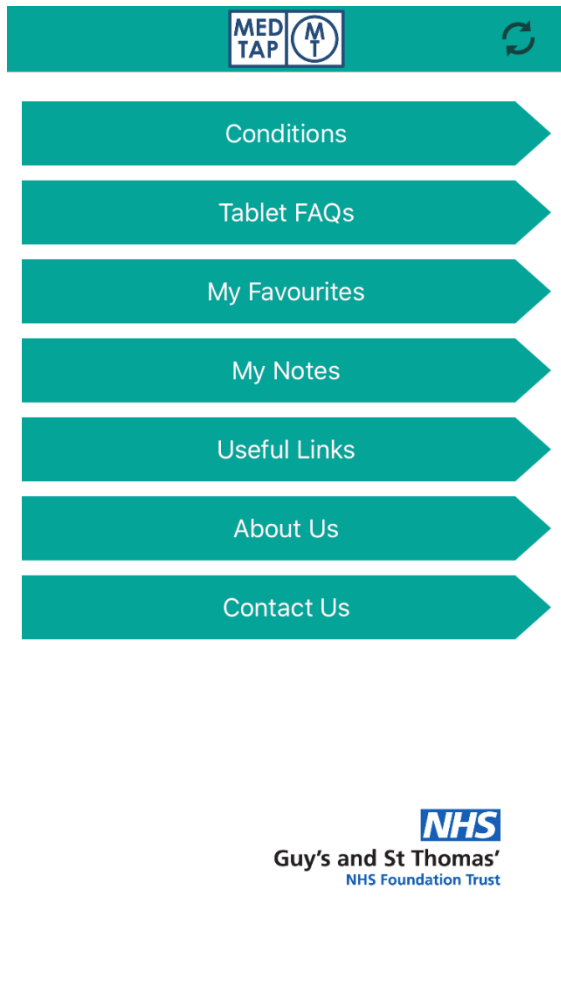 MED
TAP
MT
Conditions
Tablet FAQs
My Favourites
My Notes
Useful Links
About Us
Contact Us
NHS
Guy's and St Thomas'
NHS Foundation Trust